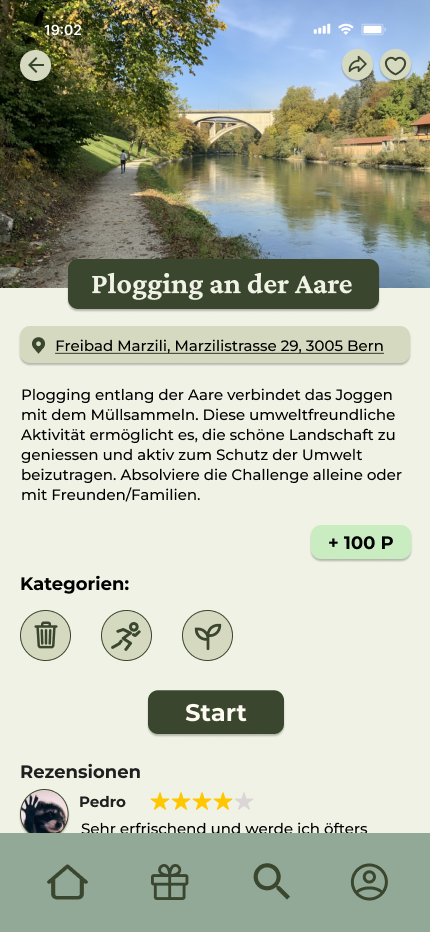 19:02
Plogging an der Aare
Freibad Marzili, Marzilistrasse 29, 3005 Bern
Plogging entlang der Aare verbindet das Joggen
mit dem Müllsammeln. Diese umweltfreundliche
Aktivität ermöglicht es, die schöne Landschaft zu
geniessen und aktiv zum Schutz der Umwelt
beizutragen. Absolviere die Challenge alleine oder
mit Freunden/Familien.
+ 100 P
Kategorien:
Start
Rezensionen
Pedro
Sehr erfrischend und werde ich öfters